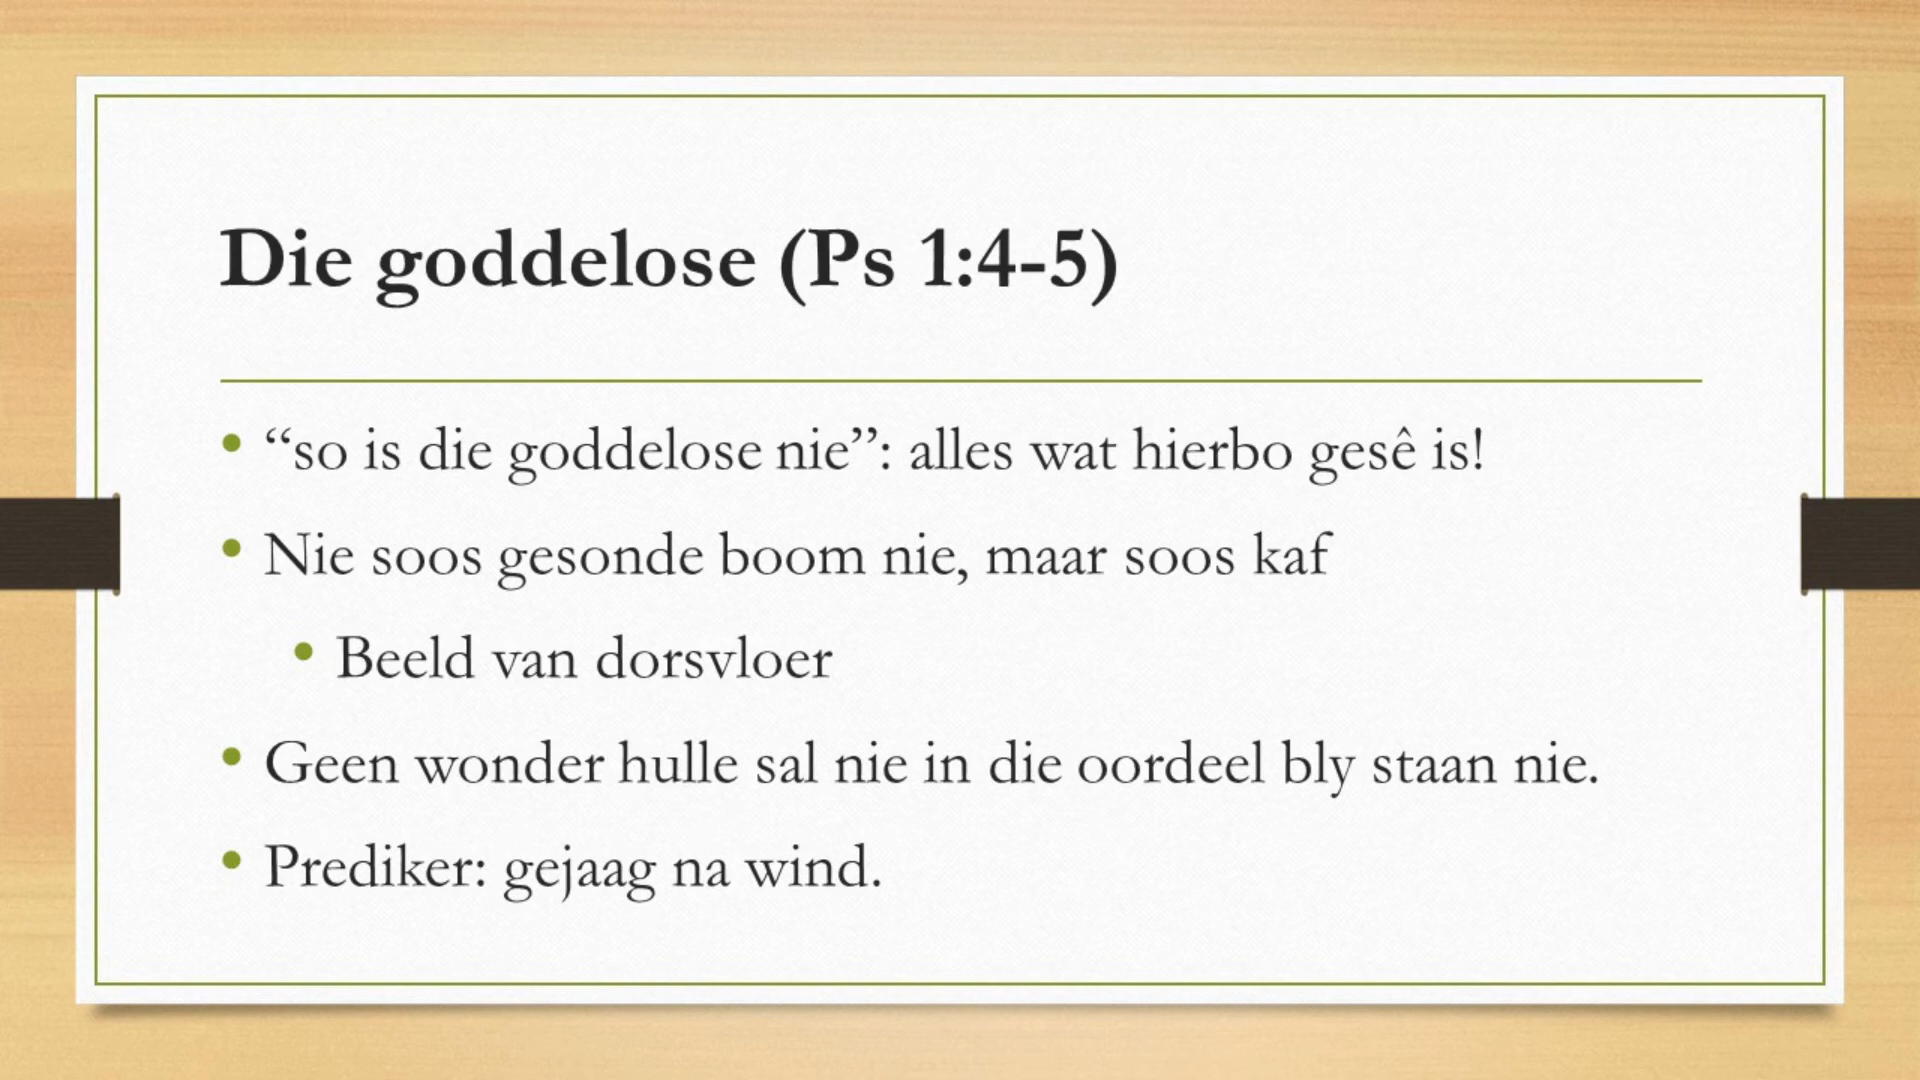 Die goddelose (Ps 1:4-5)
• “so is die goddelose nie”: alles wat hierbo gesê is!
• Nie soos gesonde boom nie, maar soos kaf
• Beeld van dorsvloer
• Geen wonder hulle sal nie in die oordeel bly staan nie.
• Prediker: gejaag na wind.